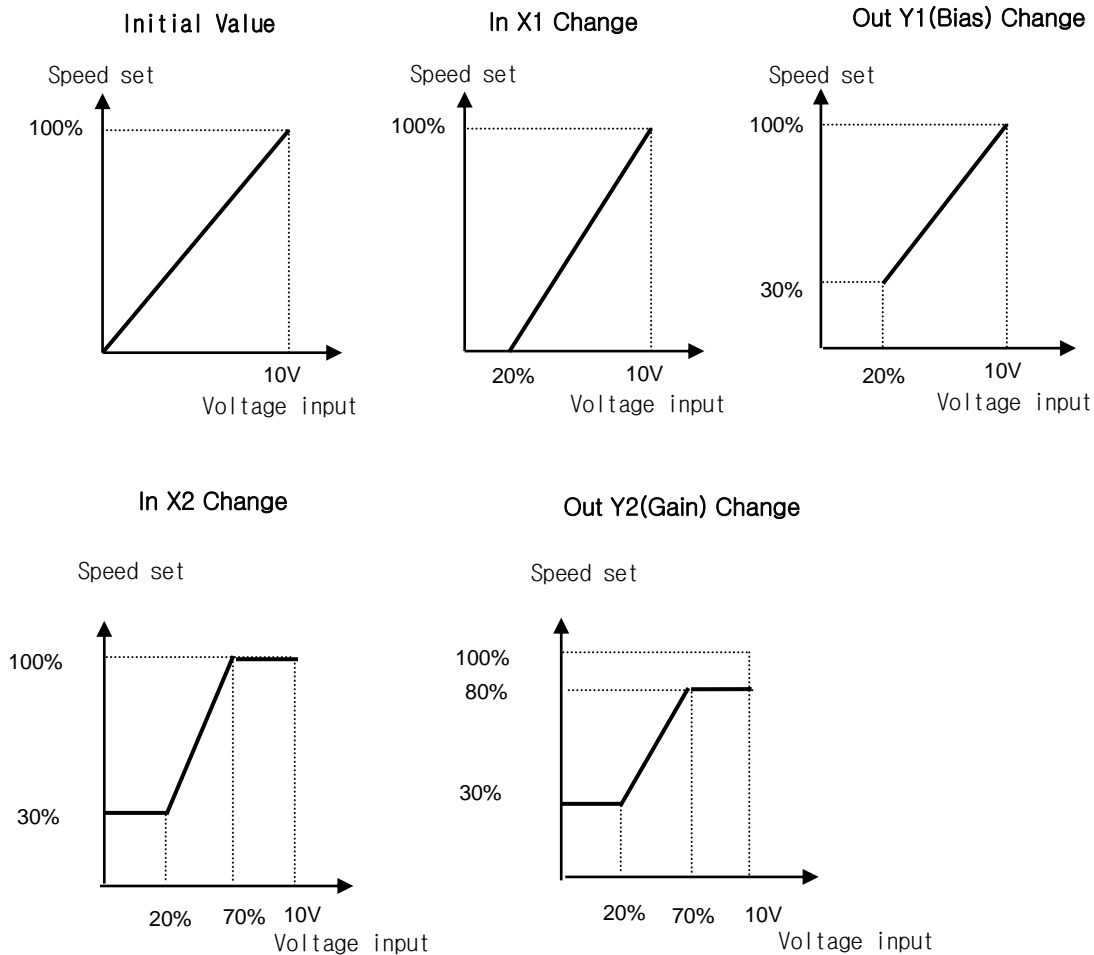 Initial Value
Speed set
100%
10V
Voltage input
In X1 Change
Speed set
100%
20%
10V
Voltage input
Out Y1(Bias) Change
Speed set
100%
30%
20%
10V
Voltage input
In X2 Change
Speed set
100%
30%
20%
70%
10V
Voltage input
Out Y2(Gain) Change
Speed set
100%
80%
30%
20%
70%
10V
Voltage input